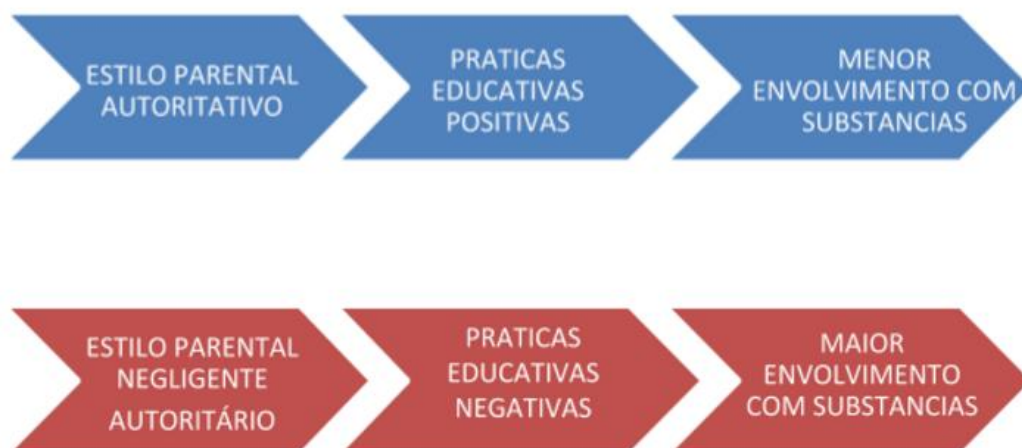 ESTILO PARENTAL
AUTORITATIVO
PRATICAS
EDUCATIVAS
POSITIVAS
MENOR
ENVOLVIMENTO COM
SUBSTANCIAS
ESTILO PARENTAL
NEGLIGENTE
AUTORITÁRIO
PRATICAS
EDUCATIVAS
NEGATIVAS
MAIOR
ENVOLVIMENTO
COM SUBSTANCIAS